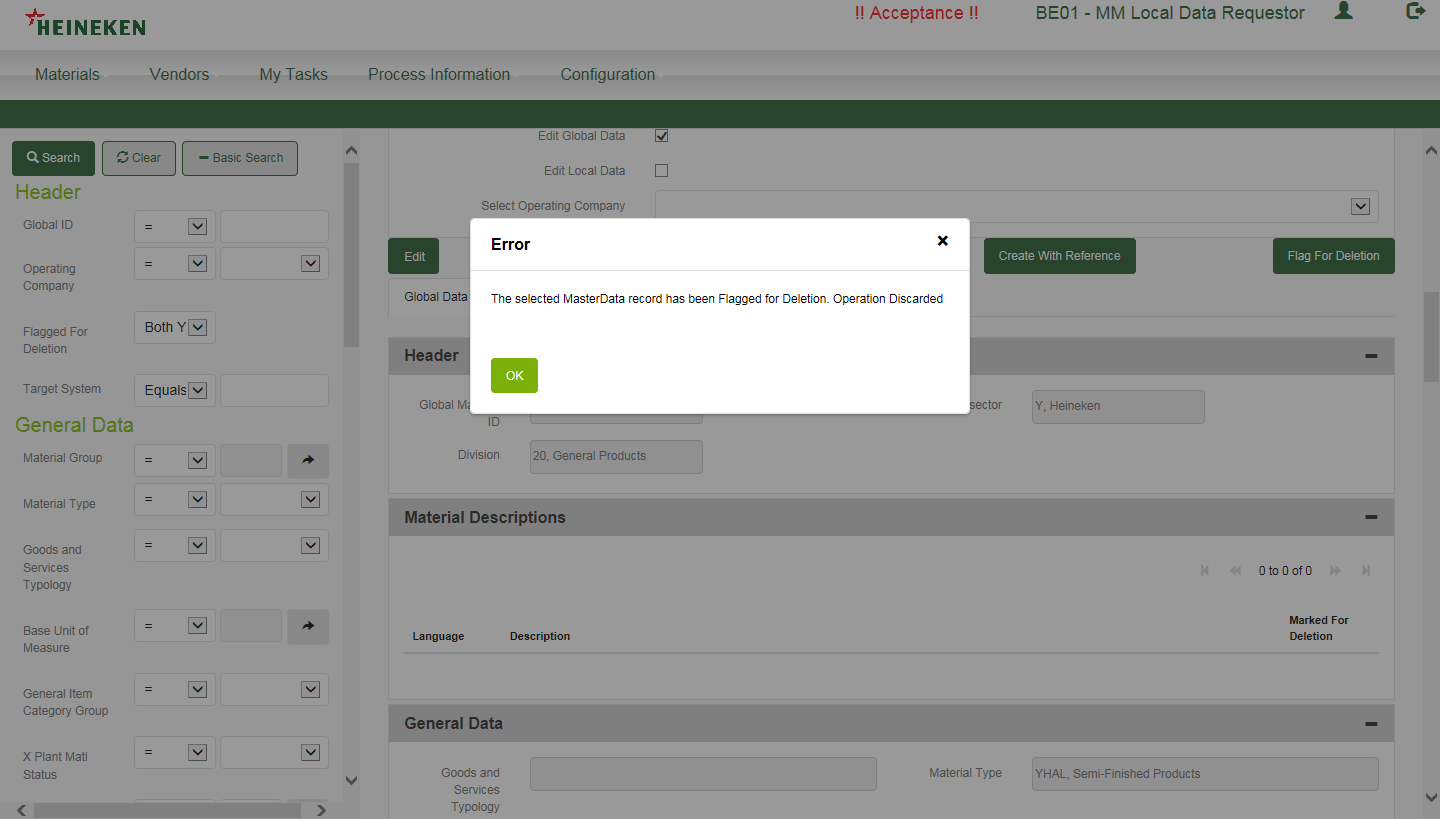 HEINEKEN
!! Acceptance !!
BE01 - MM Local Data Requestor
Materials
Vendors
My Tasks
Process Information
Configuration
Search
Clear
Basic Search
Header
Global ID
=
Operating
Company
=
Flagged For
Deletion
Both Y
Target System
Equals
General Data
Material Group
=
Material Type
=
Goods and
Services
Typology
=
Base Unit of
Measure
=
General Item
Category Group
=
X Plant Matl
Status
=
Edit Global Data
Edit Local Data
Select Operating Company
Edit
Create With Reference
Flag For Deletion
Global Data
Error
The selected MasterData record has been Flagged for Deletion. Operation Discarded
OK
Header
Global Ma
ID
sector
Y, Heineken
Division
20, General Products
Material Descriptions
0 to 0 of 0
Language
Description
Marked For
Deletion
General Data
Goods and
Services
Typology
Material Type
YHAL, Semi-Finished Products